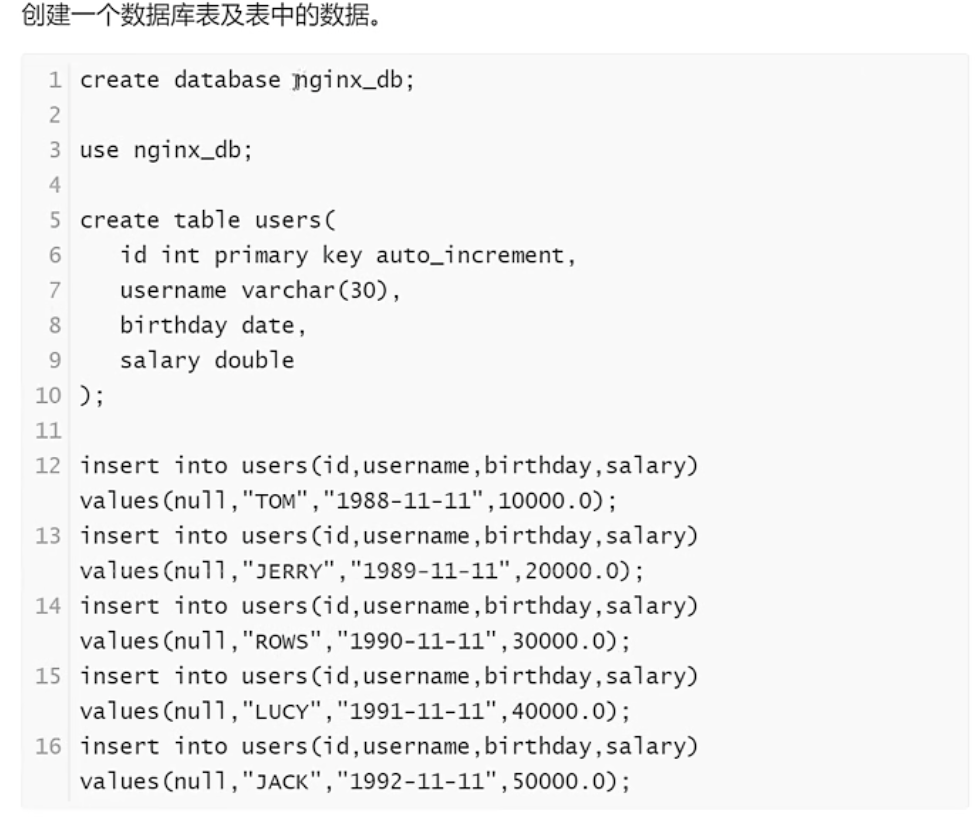 创建一个数据库表及表中的数据。
1 create database nginx_db;
2
3 use nginx_db;
4
5 create table users(
6 id int primary key auto_increment,
7 username varchar(30),
8 birthday date,
9 salary double
10 );
11
12 insert into users(id,username,birthday,salary)
values(null,"TOM","1988-11-11",10000.0);
13 insert into users(id,username,birthday,salary)
values(null,"JERRY","1989-11-11",20000.0);
14 insert into users(id,username,birthday,salary)
values(null,"ROWS","1990-11-11",30000.0);
15 insert into users(id,username,birthday,salary)
values(null,"LUCY","1991-11-11",40000.0);
16 insert into users(id,username,birthday,salary)
values(null,"JACK","1992-11-11",50000.0);